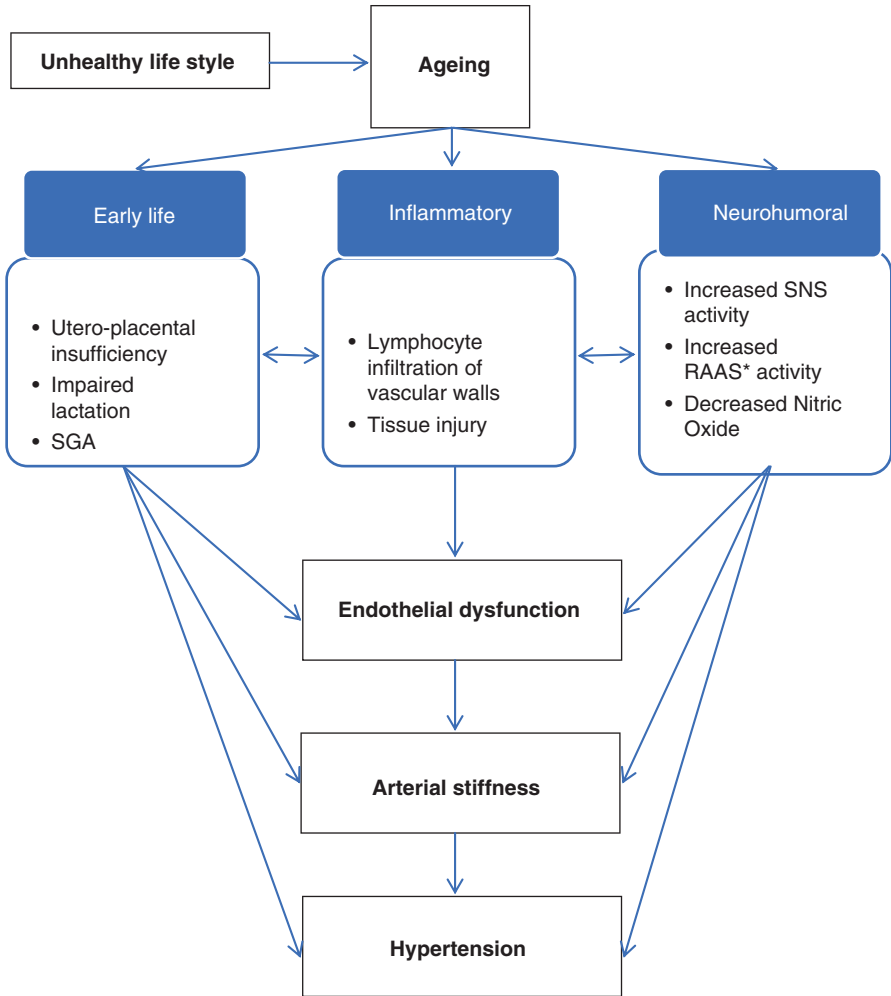 Unhealthy life style
Ageing
Early life
• Utero-placental
insufficiency
• Impaired
lactation
• SGA
Inflammatory
• Lymphocyte
infiltration of
vascular walls
• Tissue injury
Neurohumoral
• Increased SNS
activity
• Increased
RAAS* activity
• Decreased Nitric
Oxide
Endothelial dysfunction
Arterial stiffness
Hypertension